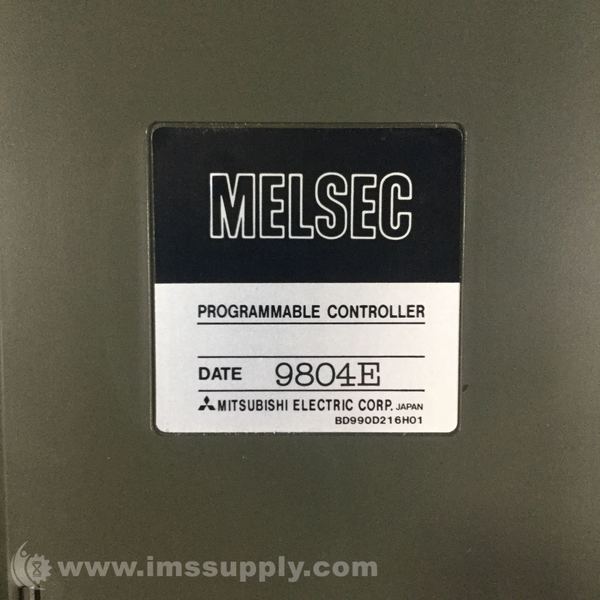 MELSEC
PROGRAMMABLE CONTROLLER
DATE 9804E
MITSUBISHI ELECTRIC CORP. JAPAN
BD990D216H01
www.imssupply.com